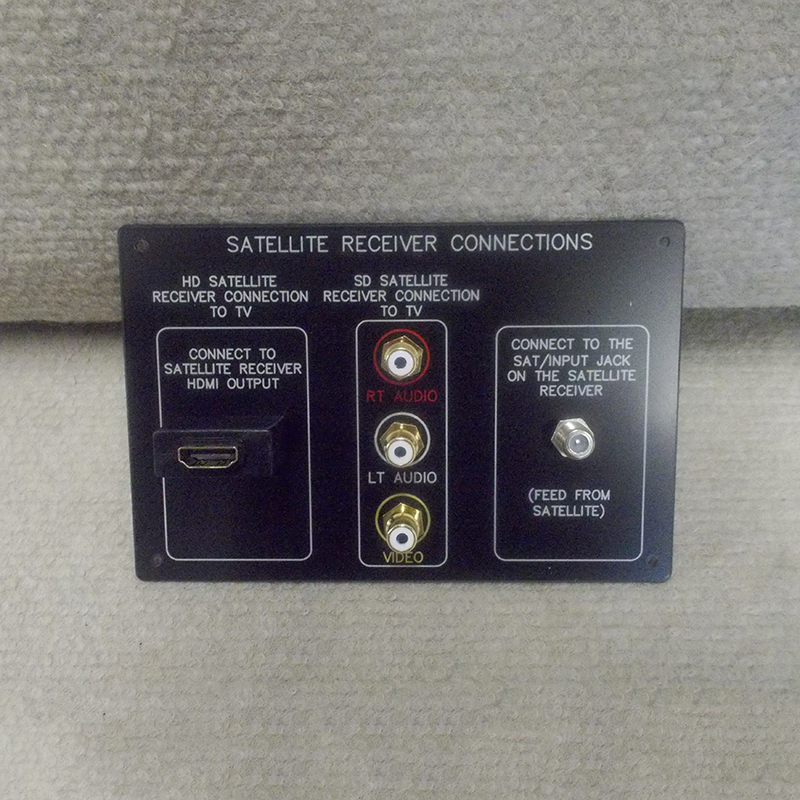 SATELLITE RECEIVER CONNECTIONS
HD SATELLITE
RECEIVER CONNECTION
TO TV
CONNECT TO
SATELLITE RECEIVER
HDMI OUTPUT
SD SATELLITE
RECEIVER CONNECTION
TO TV
RT AUDIO
LT AUDIO
VIDEO
CONNECT TO THE
SAT/INPUT JACK
ON THE SATELLITE
RECEIVER
(FEED FROM
SATELLITE)